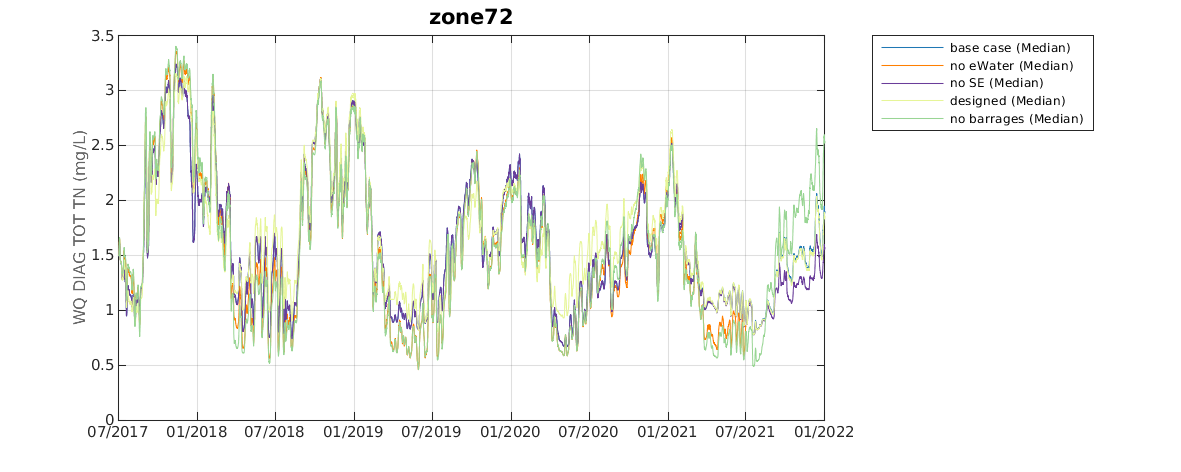 zone72
3.5
3
2.5
2
1.5
1
0.5
0
WQ DIAG TOT TN (mg/L)
07/2017 01/2018 07/2018 01/2019 07/2019 01/2020 07/2020 01/2021 07/2021 01/2022
base case (Median)
no eWater (Median)
no SE (Median)
designed (Median)
no barrages (Median)